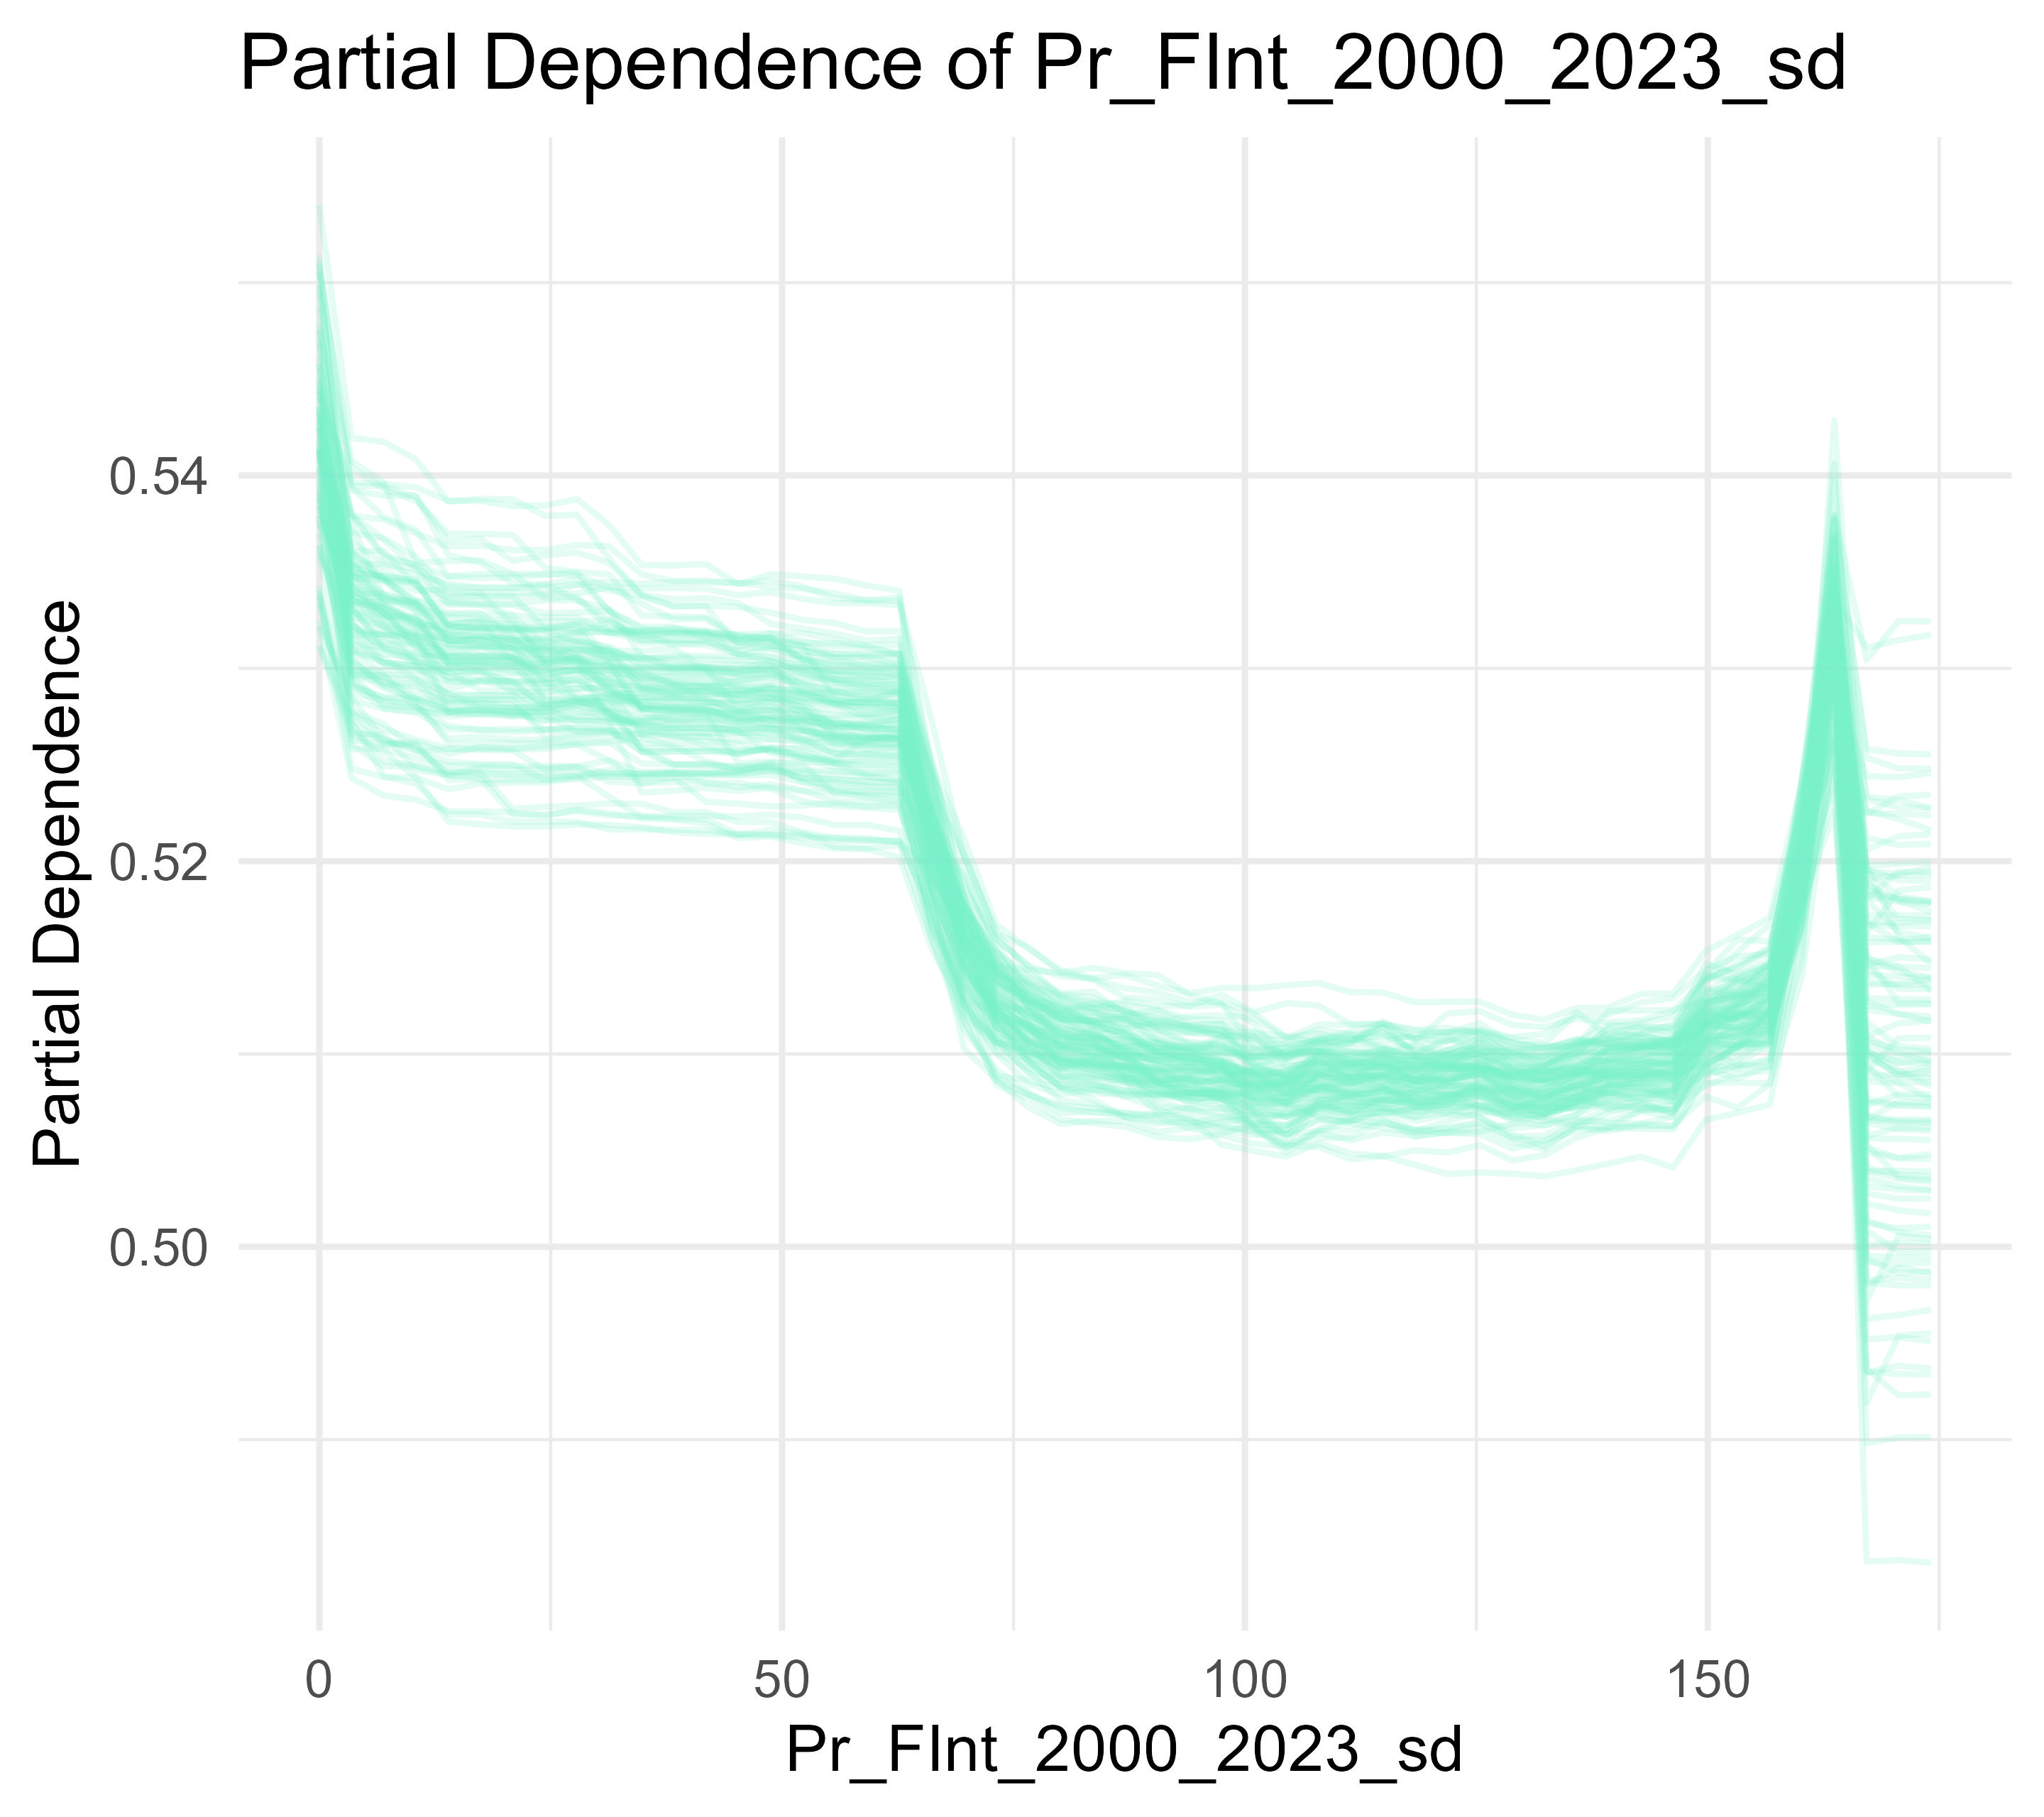 Partial Dependence of Pr_FInt_2000_2023_sd
Partial Dependence
0.54
0.52
0.50
0
50
100
150
Pr_FInt_2000_2023_sd